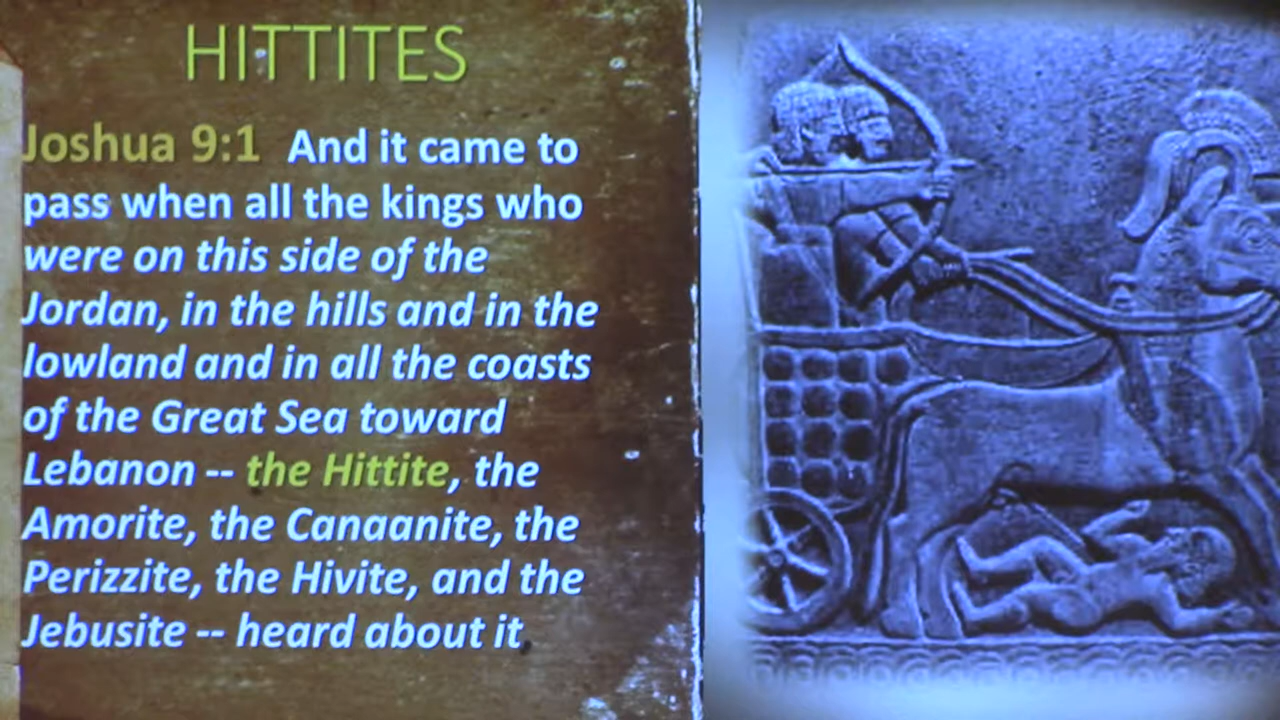 HITTITES
Joshua 9:1 And it came to
pass when all the kings who
were on this side of the
Jordan, in the hills and in the
lowland and in all the coasts
of the Great Sea toward
Lebanon -- the Hittite, the
Amorite, the Canaanite, the
Perizzite, the Hivite, and the
Jebusite -- heard about it